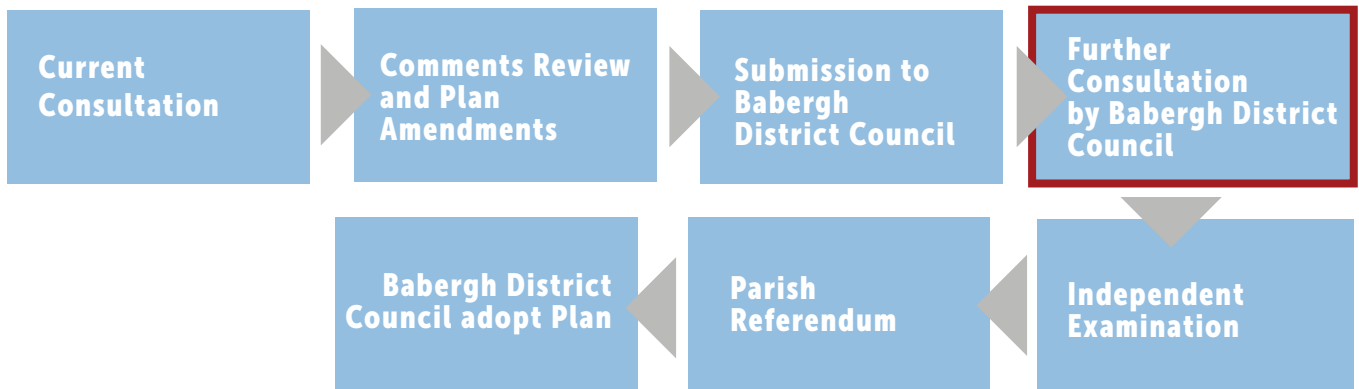 Current
Consultation
Comments Review
and Plan
Amendments
Submission to
Babergh
District Council
Further
Consultation
by Babergh District
Council
Independent
Examination
Parish
Referendum
Babergh District
Council adopt Plan